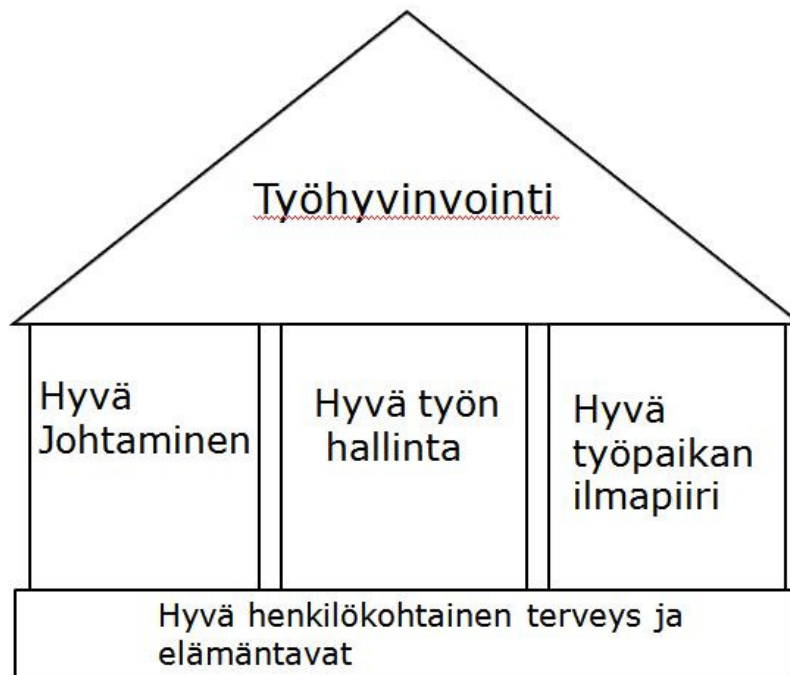 Työhyvinvointi
Hyvä
Johtaminen
Hyvä työn
hallinta
Hyvä
työpaikan
ilmapiiri
Hyvä henkilökohtainen terveys ja
elämäntavat